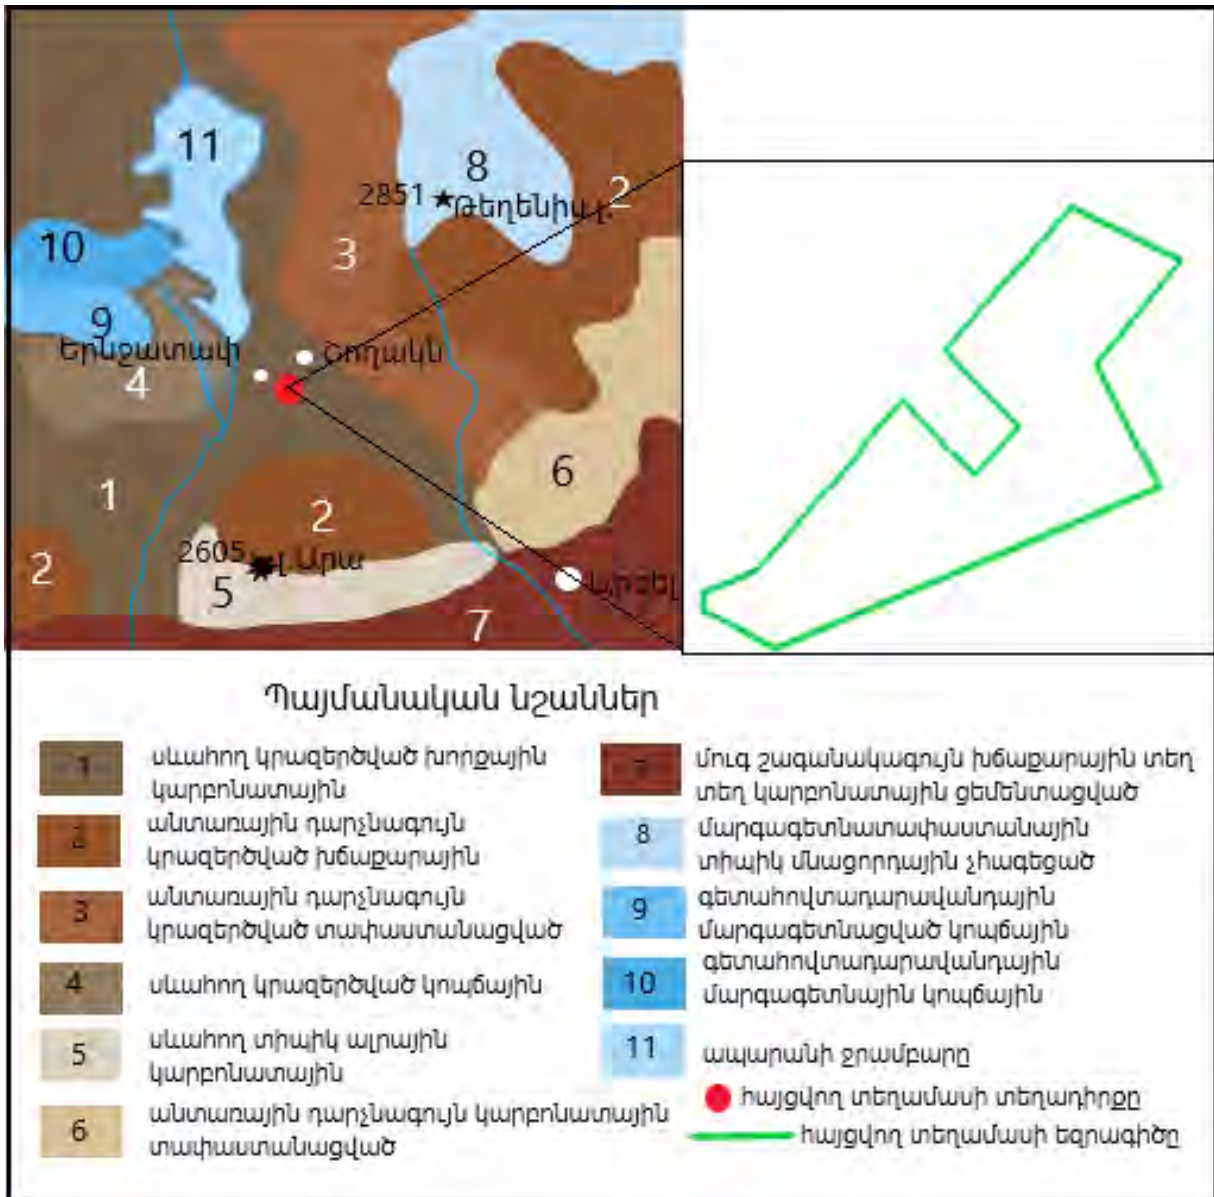 11
8
2851
Թեղենիս լ.
2
10
3
9
Երնջատափ
Շողակն
4
6
1
2
2605
լ.Արա
2
5
7
Պայմանական նշաններ
1
սևահող կրազերծված խորքային
կարբոնատային
2
անտառային դարչնագույն
կրազերծված խճաքարային
3
անտառային դարչնագույն
կրազերծված տափաստանացված
4
սևահող կրազերծված կոպճային
5
սևահող տիպիկ ալրային
կարբոնատային
6
անտառային դարչնագույն կարբոնատային
տափաստանացված
7
մուգ շագանակագույն խճաքարային տեղ
տեղ կարբոնատային ցեմենտացված
8
մարգագետնատափաստանային
տիպիկ մնացորդային չհագեցած
9
գետահովտադարավանդային
մարգագետնացված կոպճային
10
գետահովտադարավանդային
մարգագետնային կոպճային
11
ապարանի ջրամբարը
հայցվող տեղամասի տեղադիրքը
հայցվող տեղամասի եզրագիծը